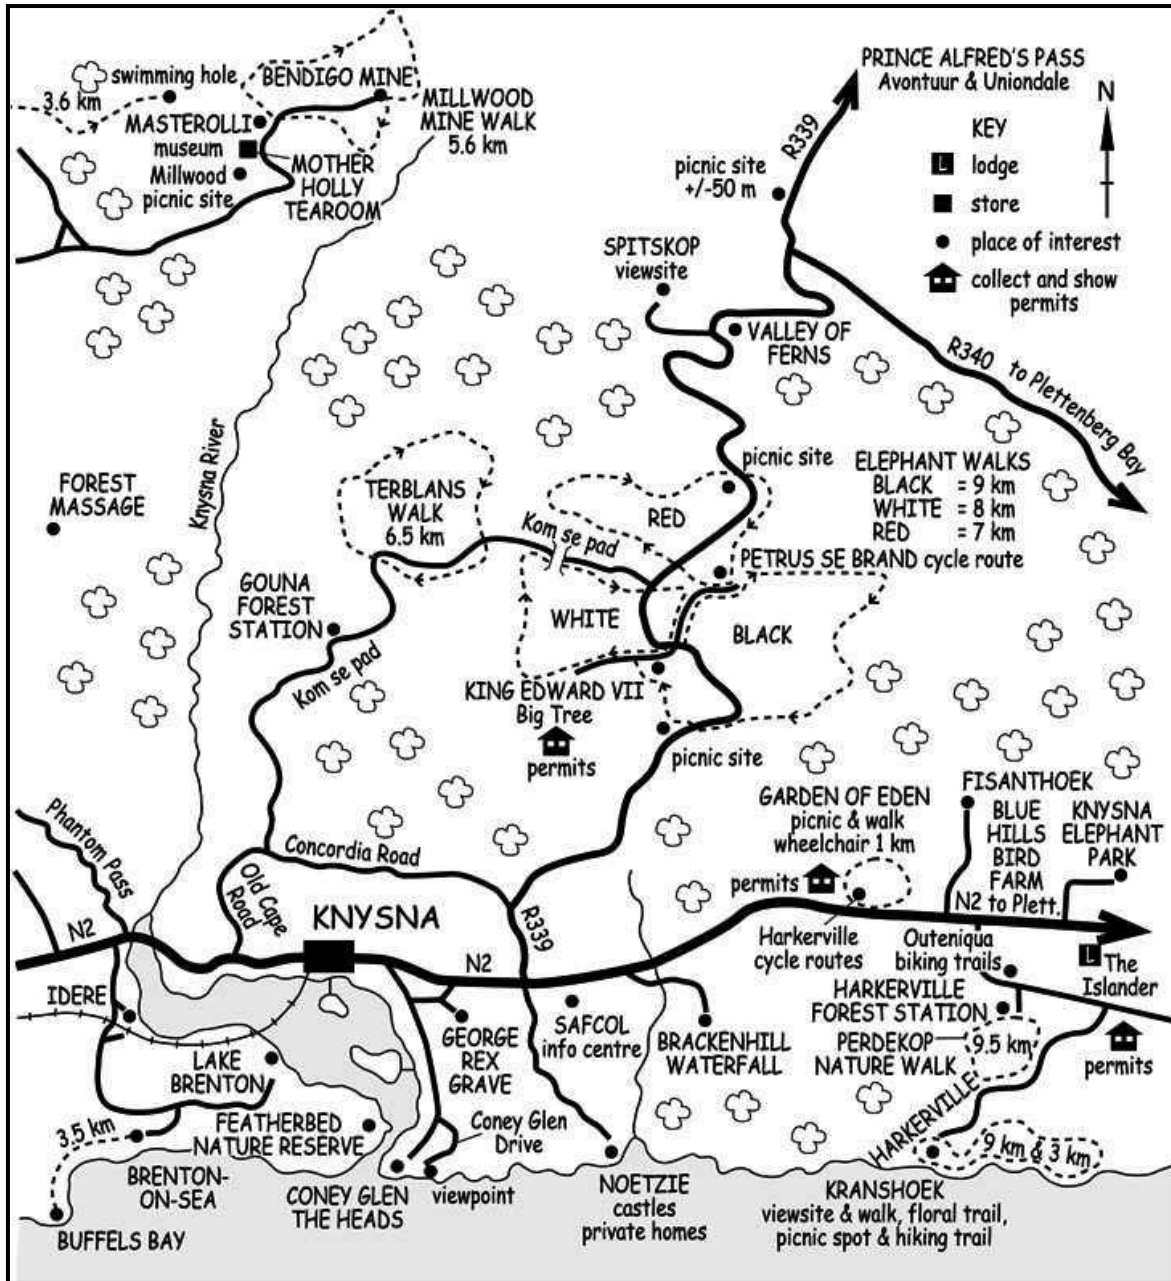 swimming hole
3.6 km
BENDIGO MINE
MASTEROLLI
museum
MILLWOOD
MINE WALK
5.6 km
MOTHER
HOLLY
TEAROOM
Millwood
picnic site
PRINCE ALFRED'S PASS
Avontuur & Uniondale
N
R339
KEY
L lodge
store
place of interest
collect and show
permits
picnic site
+/-50 m
SPITSKOP
viewsite
VALLEY OF
FERNS
R340 to Plettenberg Bay
Knysna River
FOREST
MASSAGE
TERBLANS
WALK
6.5 km
picnic site
RED
Kom se pad
ELEPHANT WALKS
BLACK = 9 km
WHITE = 8 km
RED = 7 km
PETRUS SE BRAND cycle route
GOUNA
FOREST
STATION
WHITE
BLACK
Kom se pad
KING EDWARD VII
Big Tree
permits
picnic site
Phantom Pass
Concordia Road
Old Cape
Road
GARDEN OF EDEN
picnic & walk
wheelchair 1 km
permits
FISANTHOEK
BLUE
HILLS
BIRD
FARM
to Plett.
KNYSNA
ELEPHANT
PARK
N2
N2
KNYSNA
R339
N2
Harkerville
cycle routes
Outeniqua
biking trails
L The
Islander
IDERE
GEORGE
REX
GRAVE
SAFCOL
info centre
BRACKENHILL
WATERFALL
HARKERVILLE
FOREST STATION
PERDEKOP
NATURE WALK
9.5 km
permits
LAKE
BRENTON
FEATHERBED
NATURE RESERVE
Coney Glen
Drive
HARKERVILLE
3.5 km
9 km & 3 km
BRENTON-
ON-SEA
CONEY GLEN
THE HEADS
viewpoint
NOETZIE
castles
private homes
KRANSHOEK
viewsite & walk, floral trail,
picnic spot & hiking trail
BUFFELS BAY